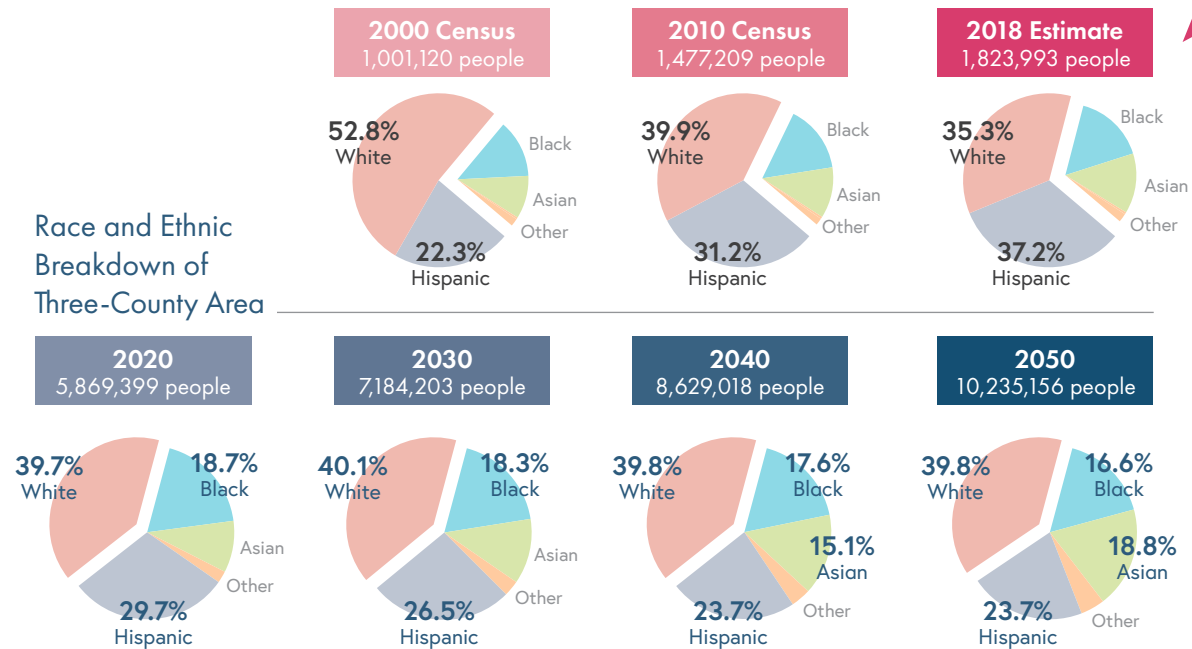 2000 Census
1,001,120 people
2010 Census
1,477,209 people
2018 Estimate
1,823,993 people
52.8%
White
Black
Asian
Other
22.3%
Hispanic
39.9%
White
Black
Asian
Other
31.2%
Hispanic
35.3%
White
Black
Asian
Other
37.2%
Hispanic
Race and Ethnic
Breakdown of
Three-County Area
2020
5,869,399 people
2030
7,184,203 people
2040
8,629,018 people
2050
10,235,156 people
39.7%
White
18.7%
Black
Asian
Other
29.7%
Hispanic
40.1%
White
18.3%
Black
Asian
Other
26.5%
Hispanic
39.8%
White
17.6%
Black
15.1%
Asian
Other
23.7%
Hispanic
39.8%
White
16.6%
Black
18.8%
Asian
Other
23.7%
Hispanic